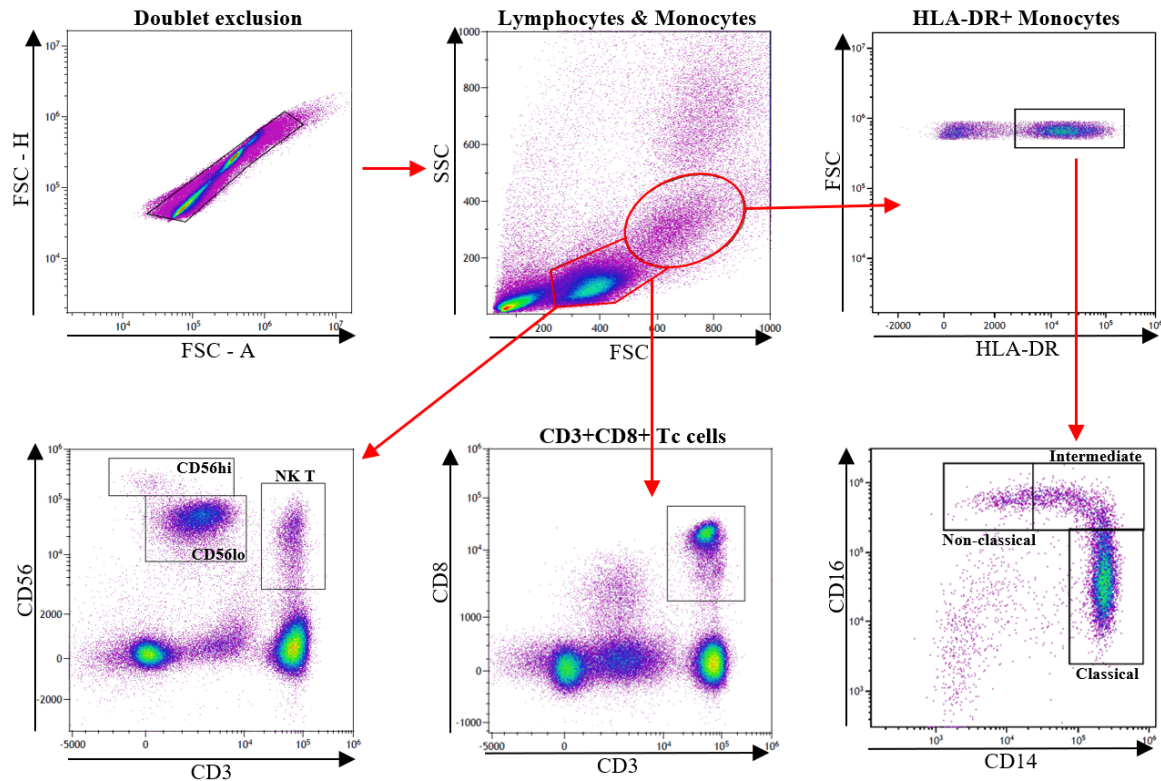 Doublet exclusion
Lymphocytes & Monocytes
HLA-DR+ Monocytes
FSC - H
10⁷
10⁶
10⁵
10⁴
10⁴
10⁵
10⁶
10⁷
FSC - A
SSC
1000
800
600
400
200
200
400
600
800
1000
FSC
FSC
10⁷
10⁶
10⁵
10⁴
-2000
0
2000
10⁴
10⁵
10⁶
HLA-DR
CD56
10⁶
10⁵
10⁴
2000
0
-2000
CD56hi
NK T
CD56lo
-5000
0
10⁴
10⁵
10⁶
CD3
CD3+CD8+ Tc cells
CD8
10⁶
10⁵
10⁴
1000
0
-1000
-5000
0
10⁴
10⁵
10⁶
CD3
CD16
10⁶
10⁵
10⁴
10³
Intermediate
Non-classical
Classical
10³
10⁴
10⁵
10⁶
CD14